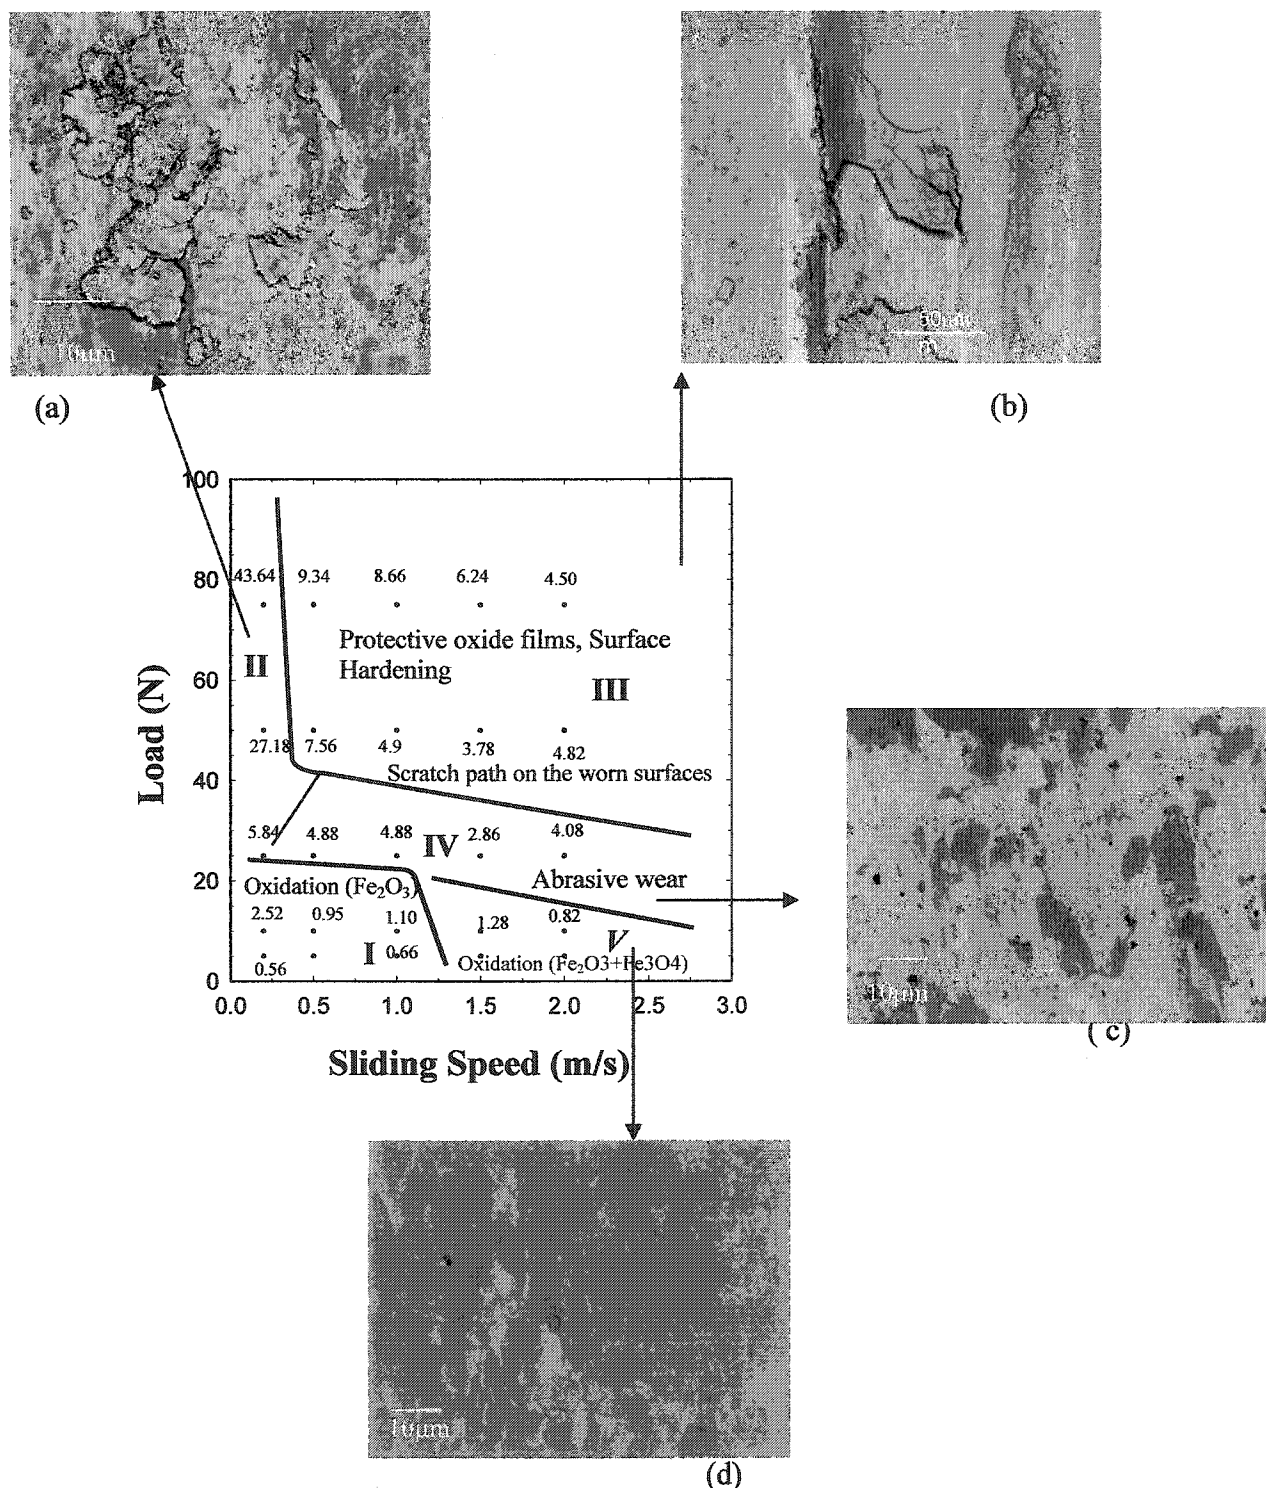 10µm
50µm
m
(a)
(b)
100
43.64 9.34 8.66 6.24 4.50
80
Protective oxide films, Surface
Hardening
II
III
60
27.18 7.56 4.9 3.78 4.82
Scratch path on the worn surfaces
40
5.84 4.88 4.88 2.86 4.08
IV
Abrasive wear
20
Oxidation (Fe₂O₃)
2.52 0.95 1.10 1.28 0.82
V
I 0.66
Oxidation (Fe₂O3+Fe3O4)
0.56
0
0.0 0.5 1.0 1.5 2.0 2.5 3.0
Load (N)
Sliding Speed (m/s)
10µm
( c)
10µm
(d)